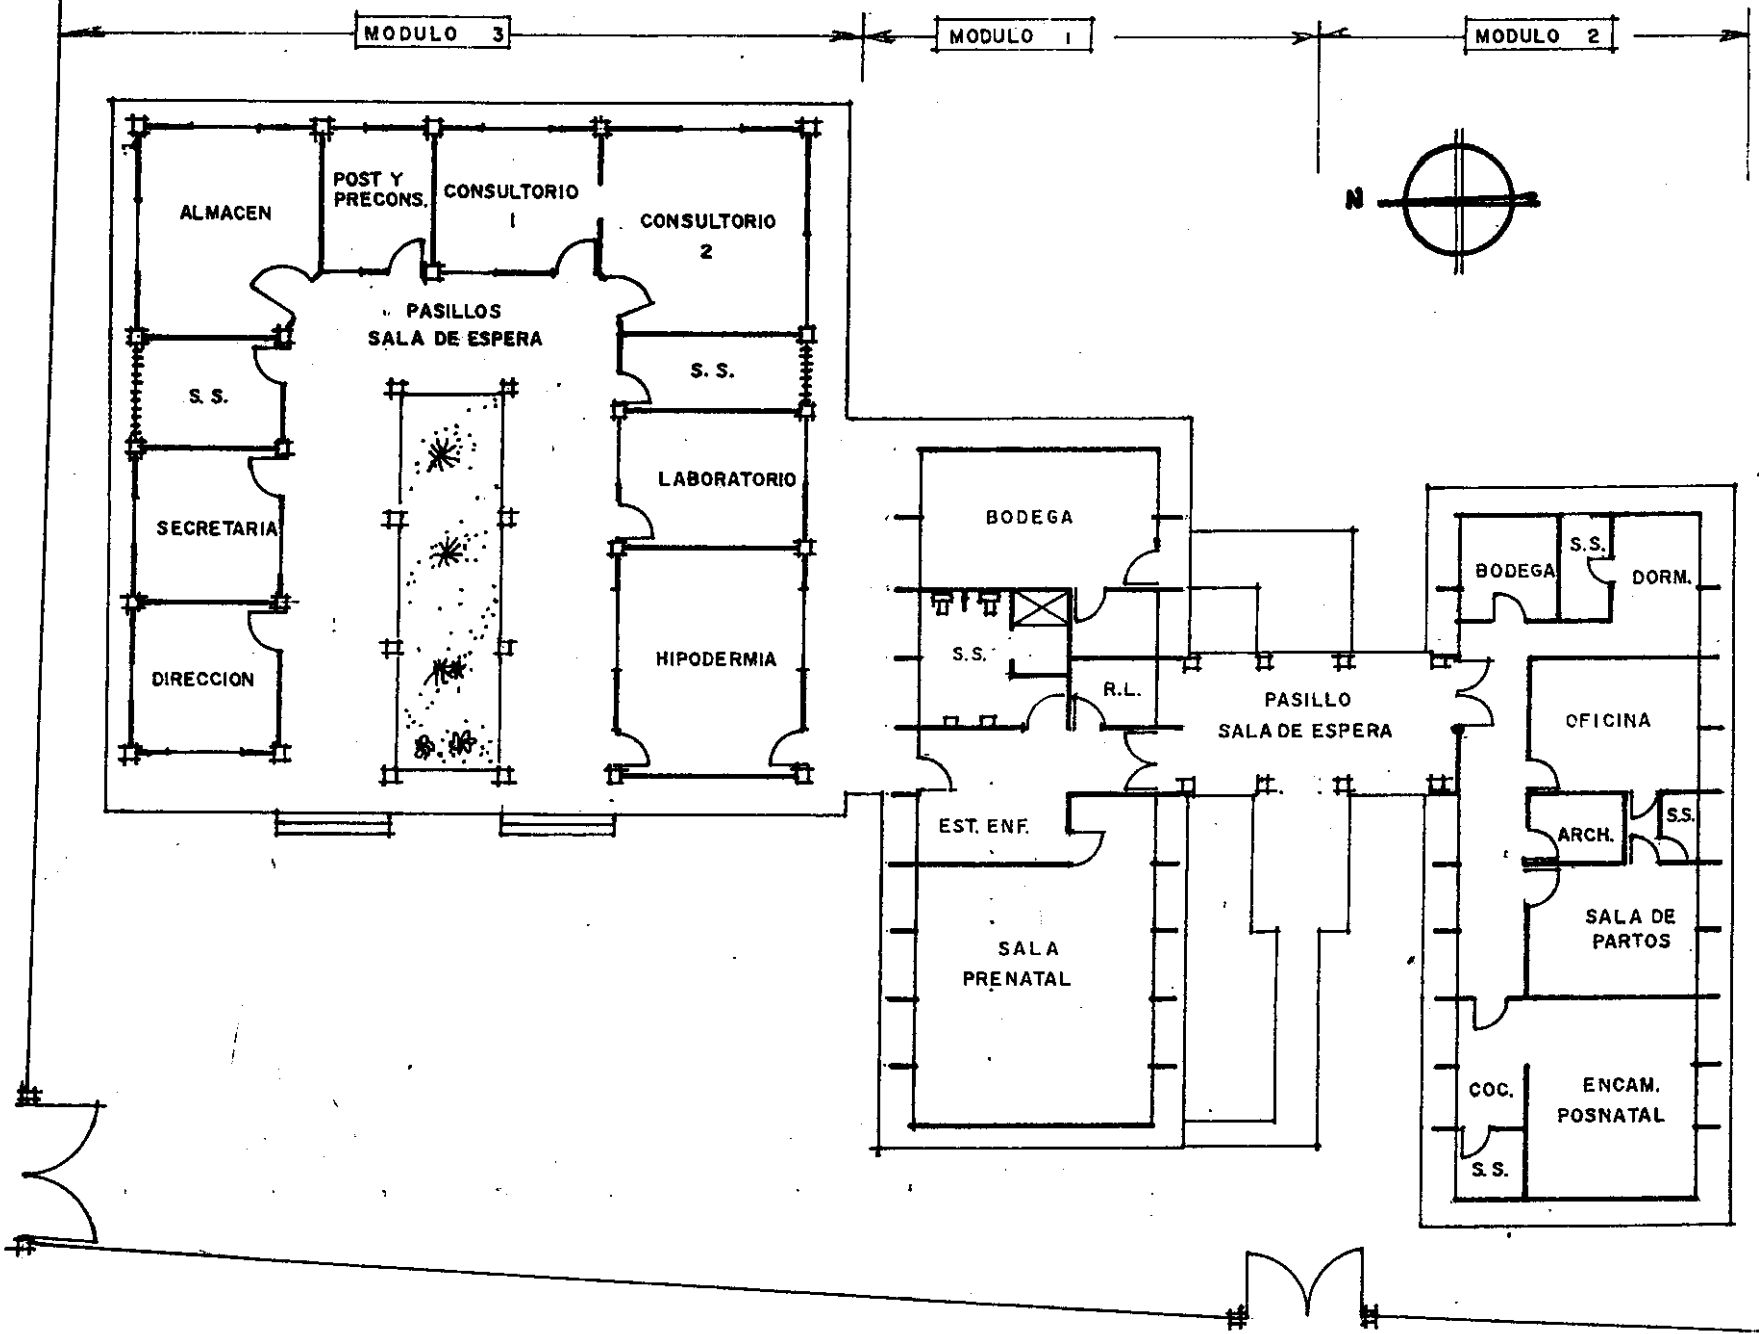 MODULO 3
MODULO 1
MODULO 2
N
ALMACEN
POST Y
PRECONS.
CONSULTORIO
1
CONSULTORIO
2
PASILLOS
SALA DE ESPERA
S. S.
S. S.
SECRETARIA
LABORATORIO
DIRECCION
HIPODERMIA
BODEGA
S.S.
R.L.
EST. ENF.
SALA
PRENATAL
PASILLO
SALA DE ESPERA
BODEGA
S.S.
DORM.
OFICINA
ARCH.
S.S.
SALA DE
PARTOS
COC.
ENCAM.
POSNATAL
S. S.